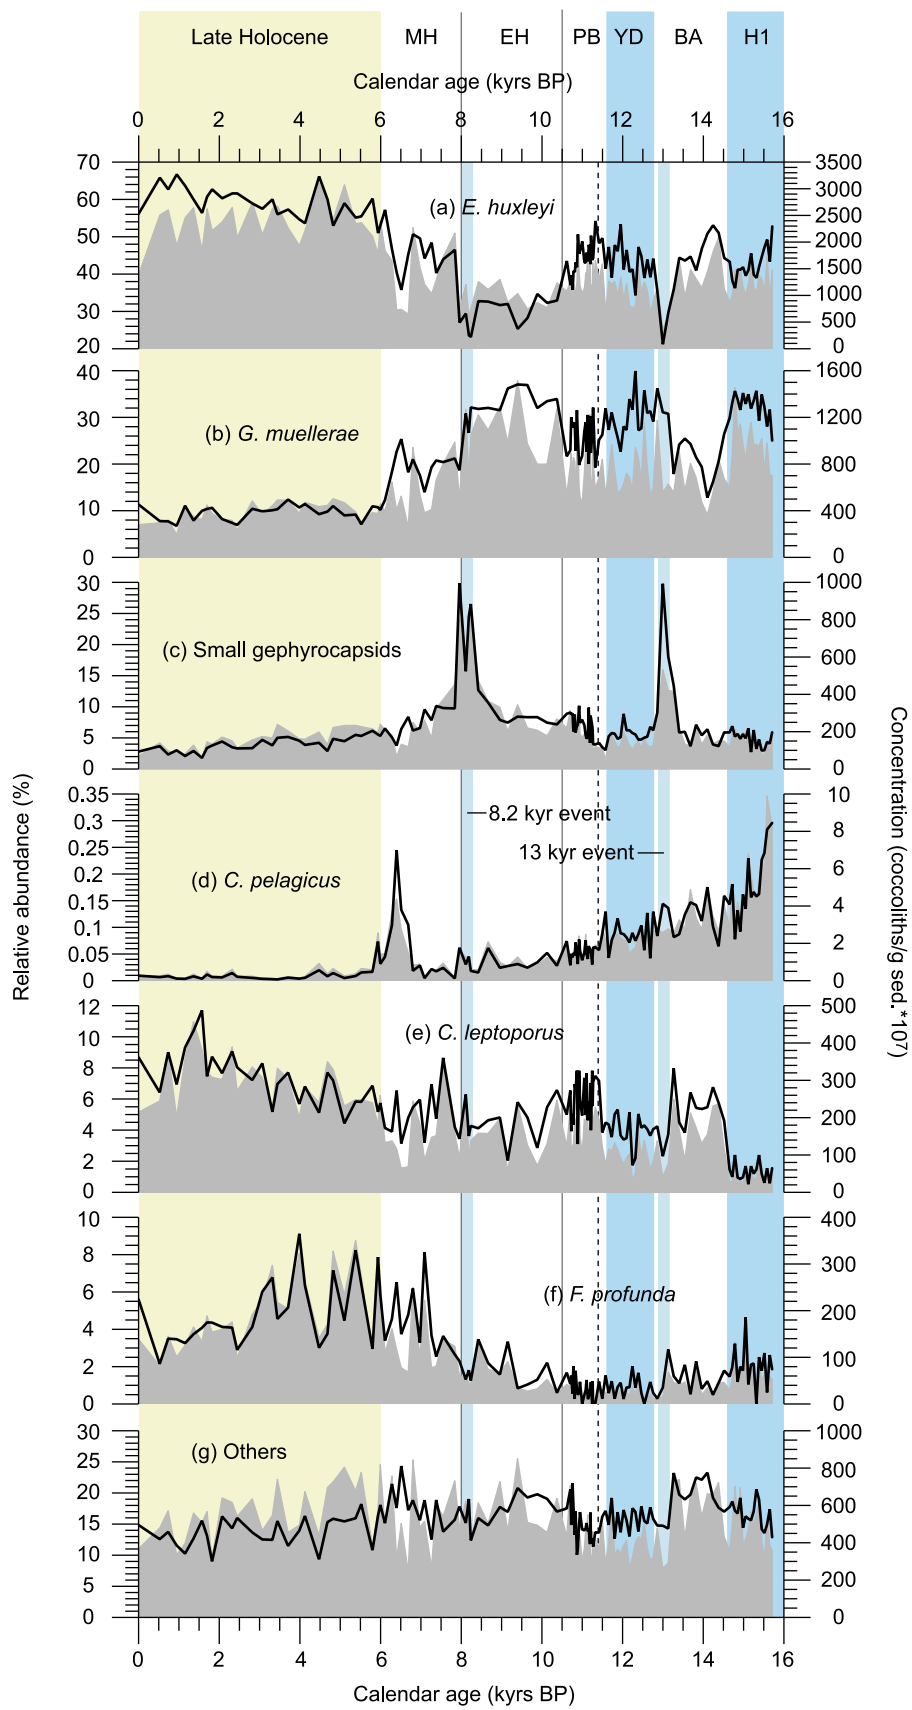 Late Holocene MH EH PB YD BA H1
Calendar age (kyrs BP)
0 2 4 6 8 10 12 14 16
70 60 50 40 30 20
(a) E. huxleyi
3500 3000 2500 2000 1500 1000 500 0
40 30 20 10 0
(b) G. muellerae
1600 1200 800 400 0
30 25 20 15 10 5 0
(c) Small gephyrocapsids
1000 800 600 400 200 0
Relative abundance (%)
Concentration (coccoliths/g sed.*10⁷)
0.35 0.3 0.25 0.2 0.15 0.1 0.05 0
8.2 kyr event
13 kyr event
(d) C. pelagicus
10 8 6 4 2 0
12 10 8 6 4 2 0
(e) C. leptoporus
500 400 300 200 100 0
10 8 6 4 2 0
(f) F. profunda
400 300 200 100 0
30 25 20 15 10 5 0
(g) Others
1000 800 600 400 200 0
0 2 4 6 8 10 12 14 16
Calendar age (kyrs BP)